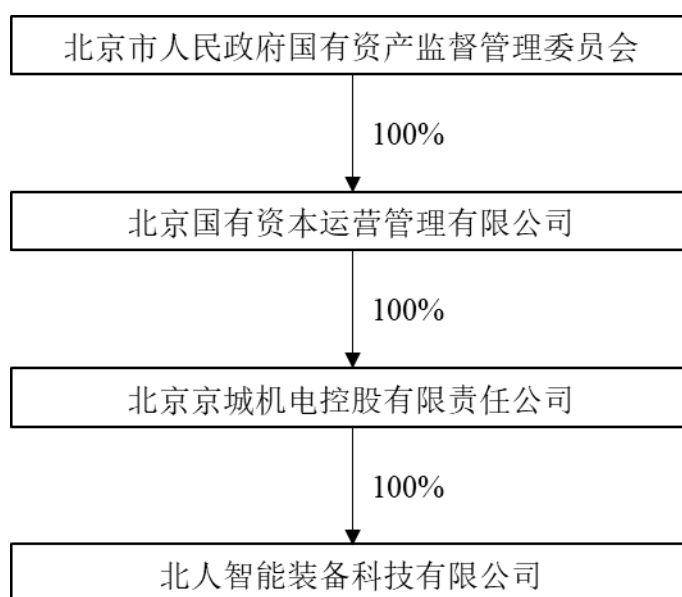 北京市人民政府国有资产监督管理委员会
100%
北京国有资本运营管理有限公司
100%
北京京城机电控股有限责任公司
100%
北人智能装备科技有限公司